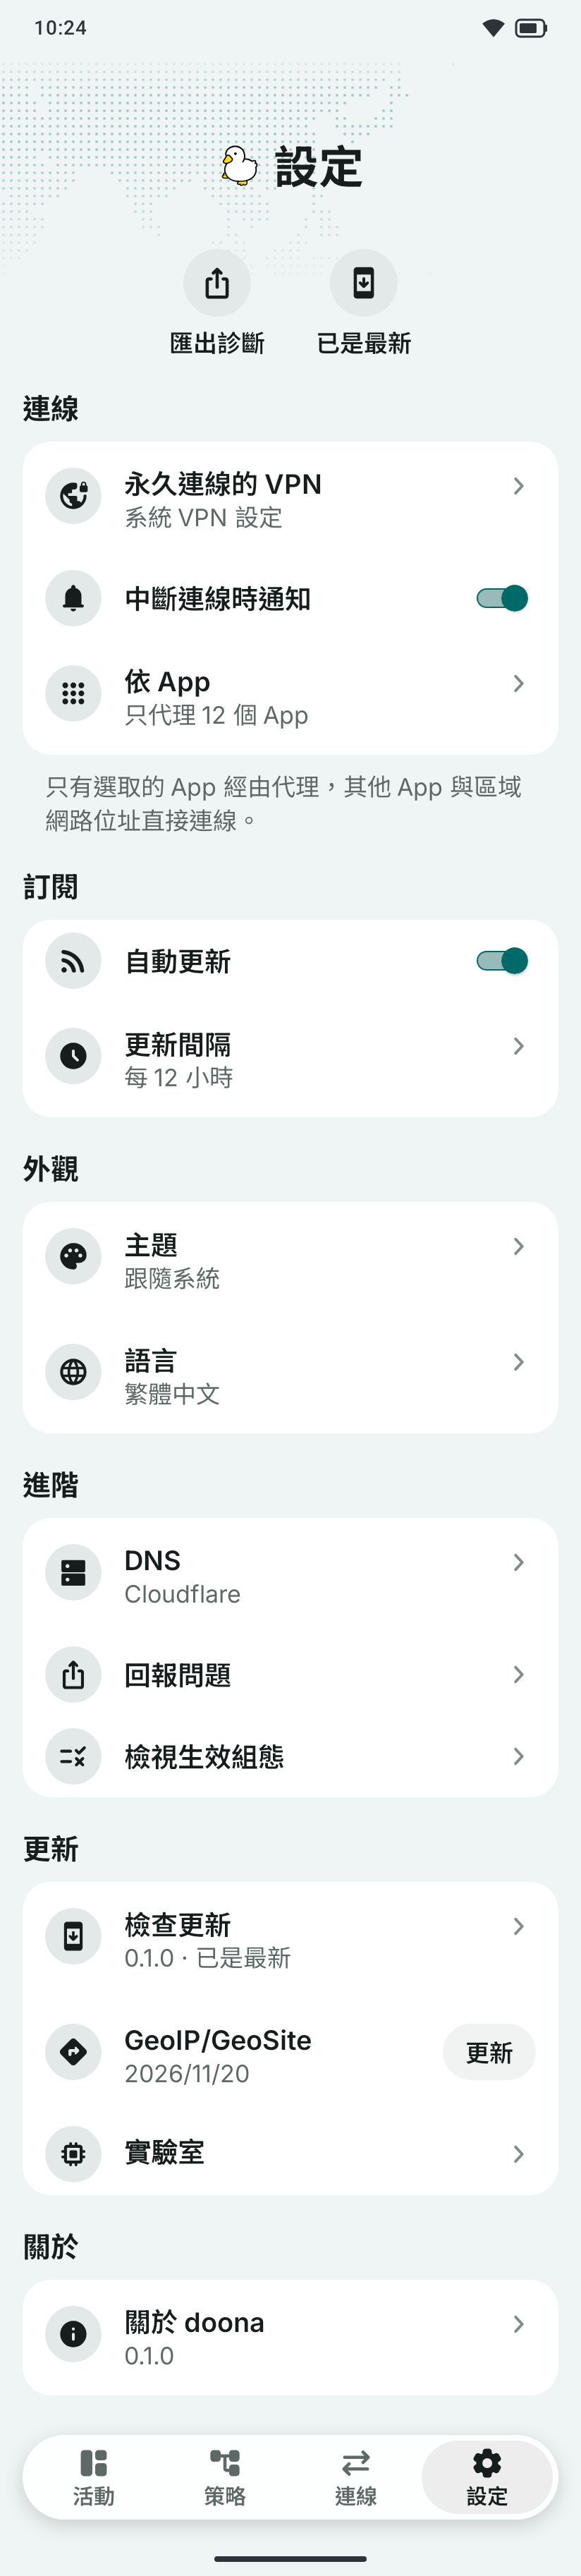 10:24
設定
匯出診斷
已是最新
連線
永久連線的 VPN
系統 VPN 設定
中斷連線時通知
依 App
只代理 12 個 App
只有選取的 App 經由代理，其他 App 與區域
網路位址直接連線。
訂閱
自動更新
更新間隔
每 12 小時
外觀
主題
跟隨系統
語言
繁體中文
進階
DNS
Cloudflare
回報問題
檢視生效組態
更新
檢查更新
0.1.0 · 已是最新
GeoIP/GeoSite
2026/11/20
更新
實驗室
關於
關於 doona
0.1.0
活動
策略
連線
設定